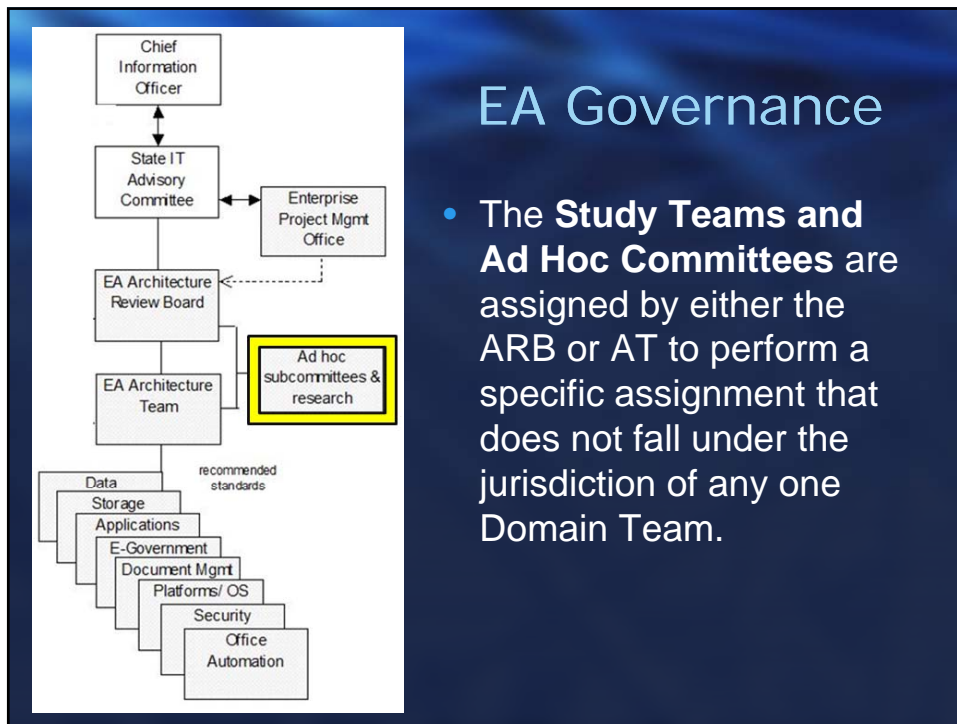 Chief
Information
Officer
State IT
Advisory
Committee
Enterprise
Project Mgmt
Office
EA Architecture
Review Board
Ad hoc
subcommittees &
research
EA Architecture
Team
recommended
standards
Data
Storage
Applications
E-Government
Document Mgmt
Platforms/ OS
Security
Office
Automation
EA Governance
• The Study Teams and
Ad Hoc Committees are
assigned by either the
ARB or AT to perform a
specific assignment that
does not fall under the
jurisdiction of any one
Domain Team.